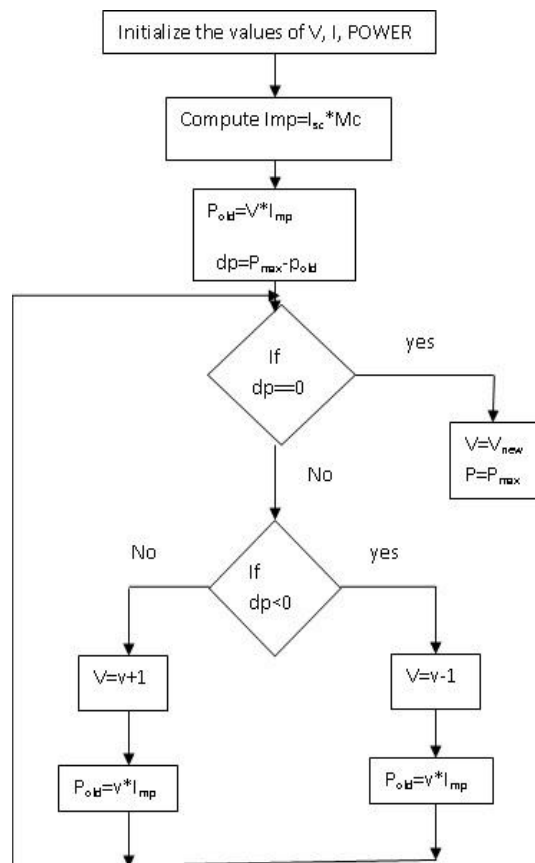 Initialize the values of V, I, POWER
Compute Imp=Isc*Mc
Pold=V*Imp
dp=Pmax-pold
If
dp==0
yes
V=Vnew
P=Pmax
No
No
If
dp<0
yes
V=v+1
V=v-1
Pold=v*Imp
Pold=v*Imp